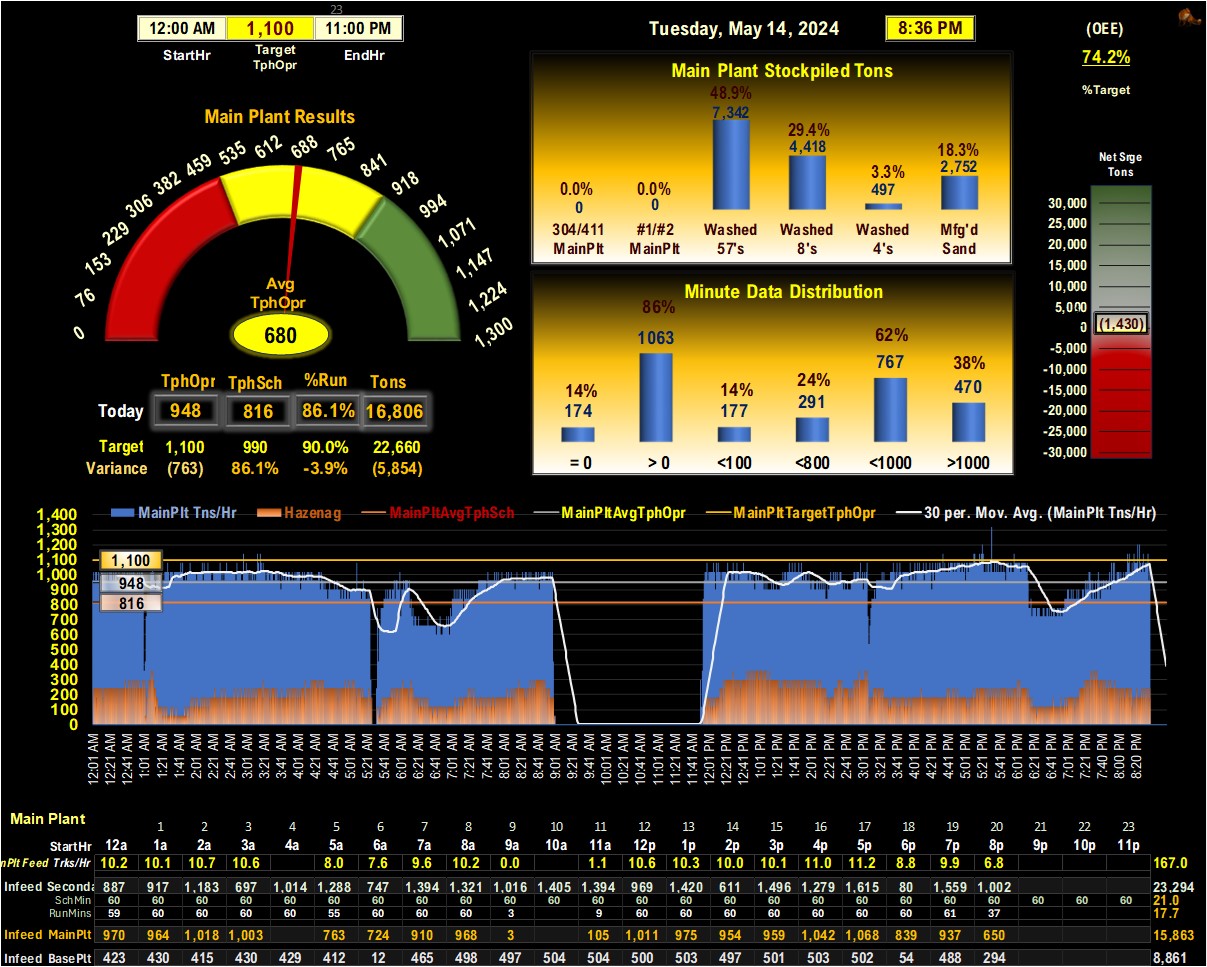 23
12:00 AM 1,100 11:00 PM
StartHr Target TphOpr EndHr
Tuesday, May 14, 2024 8:36 PM
(OEE)
74.2%
%Target
Main Plant Results
0 76 153 229 306 382 459 535 612 688 765 841 918 994 1,071 1,147 1,224 1,300
Avg
TphOpr
680
TphOpr TphSch %Run Tons
Today 948 816 86.1% 16,806
Target 1,100 990 90.0% 22,660
Variance (763) 86.1% -3.9% (5,854)
Main Plant Stockpiled Tons
0.0% 0.0% 48.9% 29.4% 3.3% 18.3%
0 0 7,342 4,418 497 2,752
304/411 #1/#2 Washed Washed Washed Mfg'd
MainPlt MainPlt 57's 8's 4's Sand
Minute Data Distribution
14% 86% 14% 24% 62% 38%
174 1063 177 291 767 470
= 0 > 0 <100 <800 <1000 >1000
Net Srge
Tons
30,000
25,000
20,000
15,000
10,000
5,000
0
(1,430)
-5,000
-10,000
-15,000
-20,000
-25,000
-30,000
MainPlt Tns/Hr Hazenag MainPltAvgTphSch MainPltAvgTphOpr MainPltTargetTphOpr 30 per. Mov. Avg. (MainPlt Tns/Hr)
1,400
1,300
1,200
1,100
1,000
900
800
700
600
500
400
300
200
100
0
1,100
948
816
12:01 AM 12:21 AM 12:41 AM 1:01 AM 1:21 AM 1:41 AM 2:01 AM 2:21 AM 2:41 AM 3:01 AM 3:21 AM 3:41 AM 4:01 AM 4:21 AM 4:41 AM 5:01 AM 5:21 AM 5:41 AM 6:01 AM 6:21 AM 6:41 AM 7:01 AM 7:21 AM 7:41 AM 8:01 AM 8:21 AM 8:41 AM 9:01 AM 9:21 AM 9:41 AM 10:01 AM 10:21 AM 10:41 AM 11:01 AM 11:21 AM 11:41 AM 12:01 PM 12:21 PM 12:41 PM 1:01 PM 1:21 PM 1:41 PM 2:01 PM 2:21 PM 2:41 PM 3:01 PM 3:21 PM 3:41 PM 4:01 PM 4:21 PM 4:41 PM 5:01 PM 5:21 PM 5:41 PM 6:01 PM 6:21 PM 6:41 PM 7:01 PM 7:21 PM 7:40 PM 8:00 PM 8:20 PM
Main Plant
1 2 3 4 5 6 7 8 9 10 11 12 13 14 15 16 17 18 19 20 21 22 23
StartHr 12a 1a 2a 3a 4a 5a 6a 7a 8a 9a 10a 11a 12p 1p 2p 3p 4p 5p 6p 7p 8p 9p 10p 11p
nPlt Feed Trks/Hr 10.2 10.1 10.7 10.6 8.0 7.6 9.6 10.2 0.0 1.1 10.6 10.3 10.0 10.1 11.0 11.2 8.8 9.9 6.8 167.0
Infeed Seconda 887 917 1,183 697 1,014 1,288 747 1,394 1,321 1,016 1,405 1,394 969 1,420 611 1,496 1,279 1,615 80 1,559 1,002 23,294
SchMin 60 60 60 60 60 60 60 60 60 60 60 60 60 60 60 60 60 60 60 60 60 60 60 60 21.0
RunMins 59 60 60 60 55 60 60 60 3 9 60 60 60 60 60 60 60 61 37 17.7
Infeed MainPlt 970 964 1,018 1,003 763 724 910 968 3 105 1,011 975 954 959 1,042 1,068 839 937 650 15,863
Infeed BasePlt 423 430 415 430 429 412 12 465 498 497 504 504 500 503 497 501 503 502 54 488 294 8,861